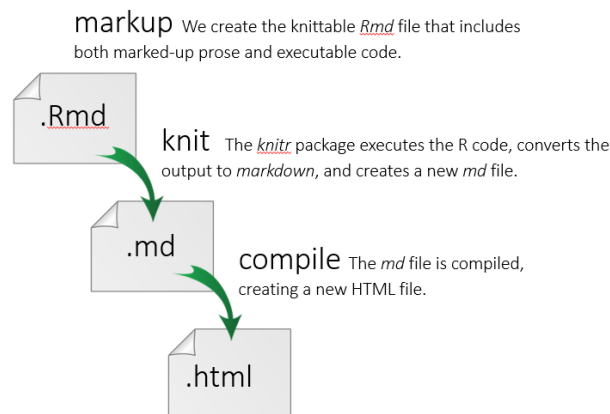 markup We create the knittable Rmd file that includes
both marked-up prose and executable code.
.Rmd
knit The knitr package executes the R code, converts the
output to markdown, and creates a new md file.
.md
compile The md file is compiled,
creating a new HTML file.
.html